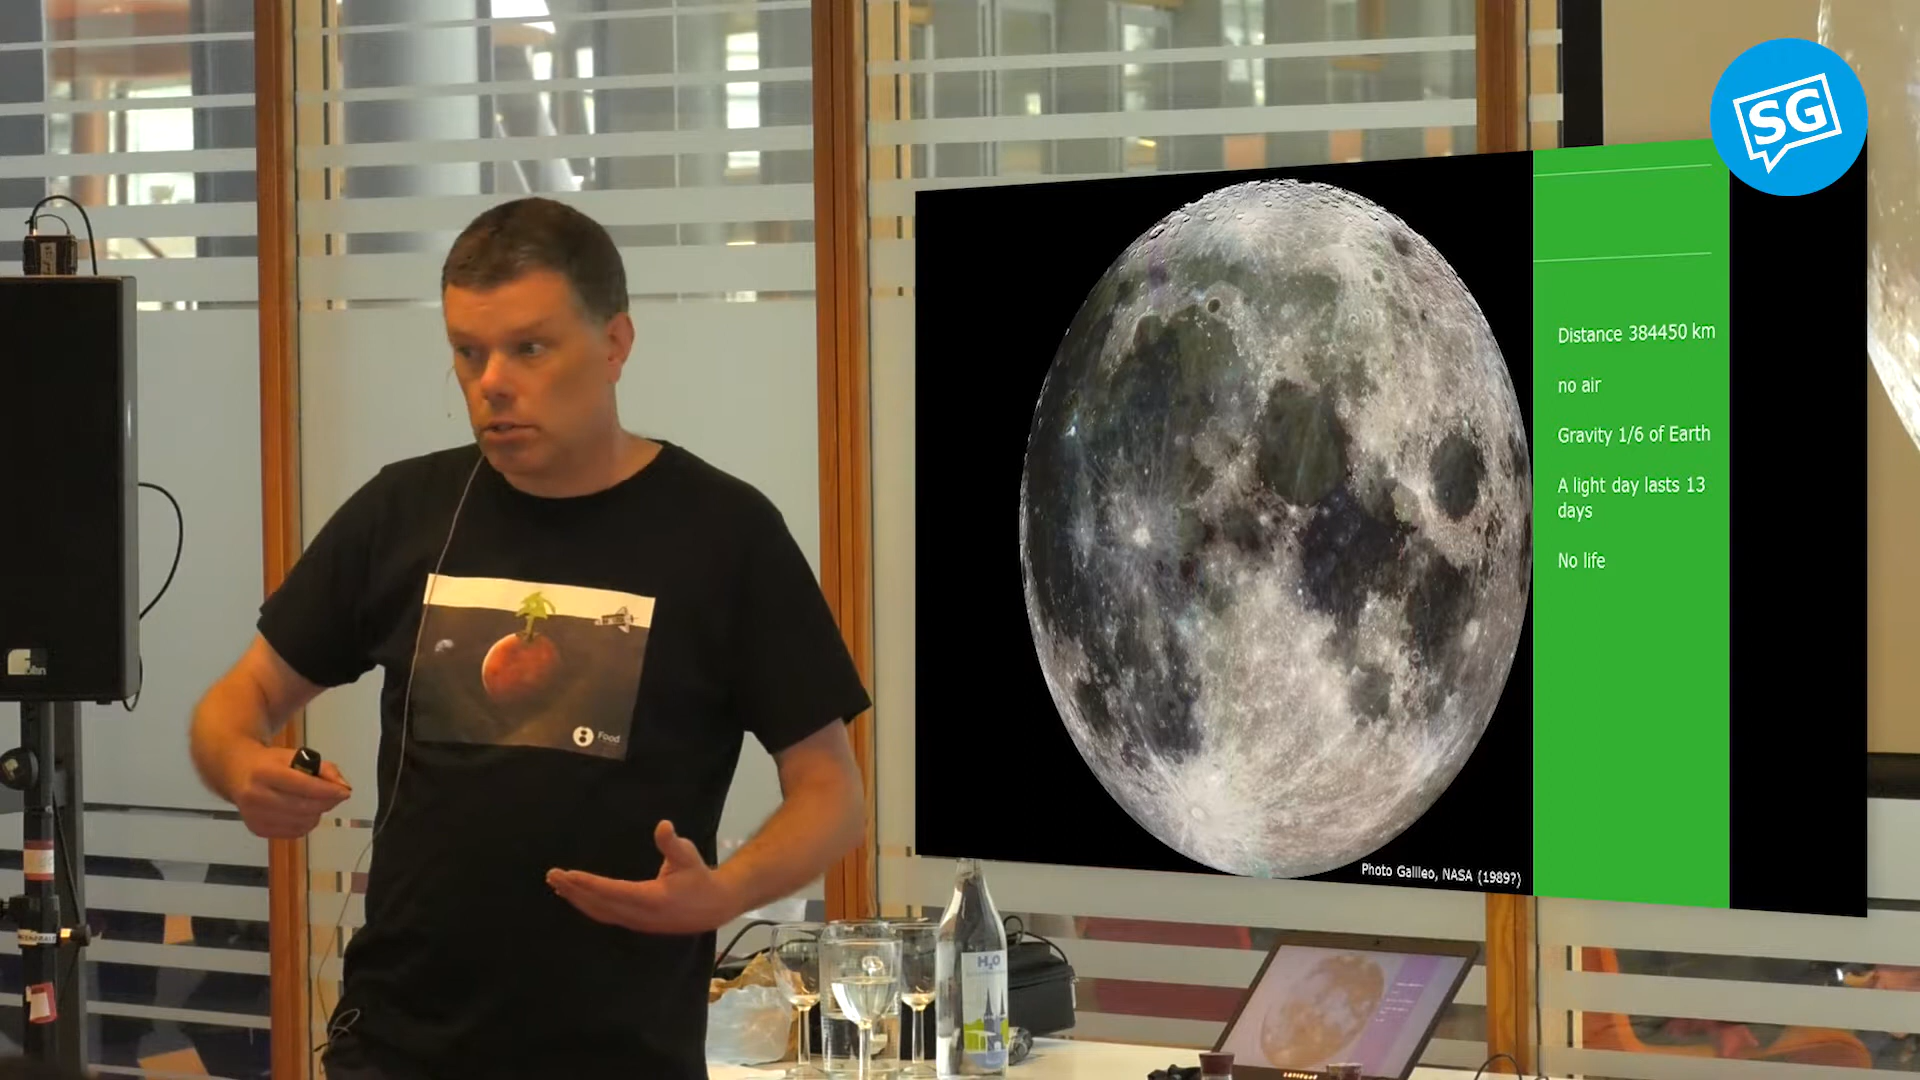 SG
Distance 384450 km
no air
Gravity 1/6 of Earth
A light day lasts 13
days
No life
Photo Galileo, NASA (1989?)
Food
H2O